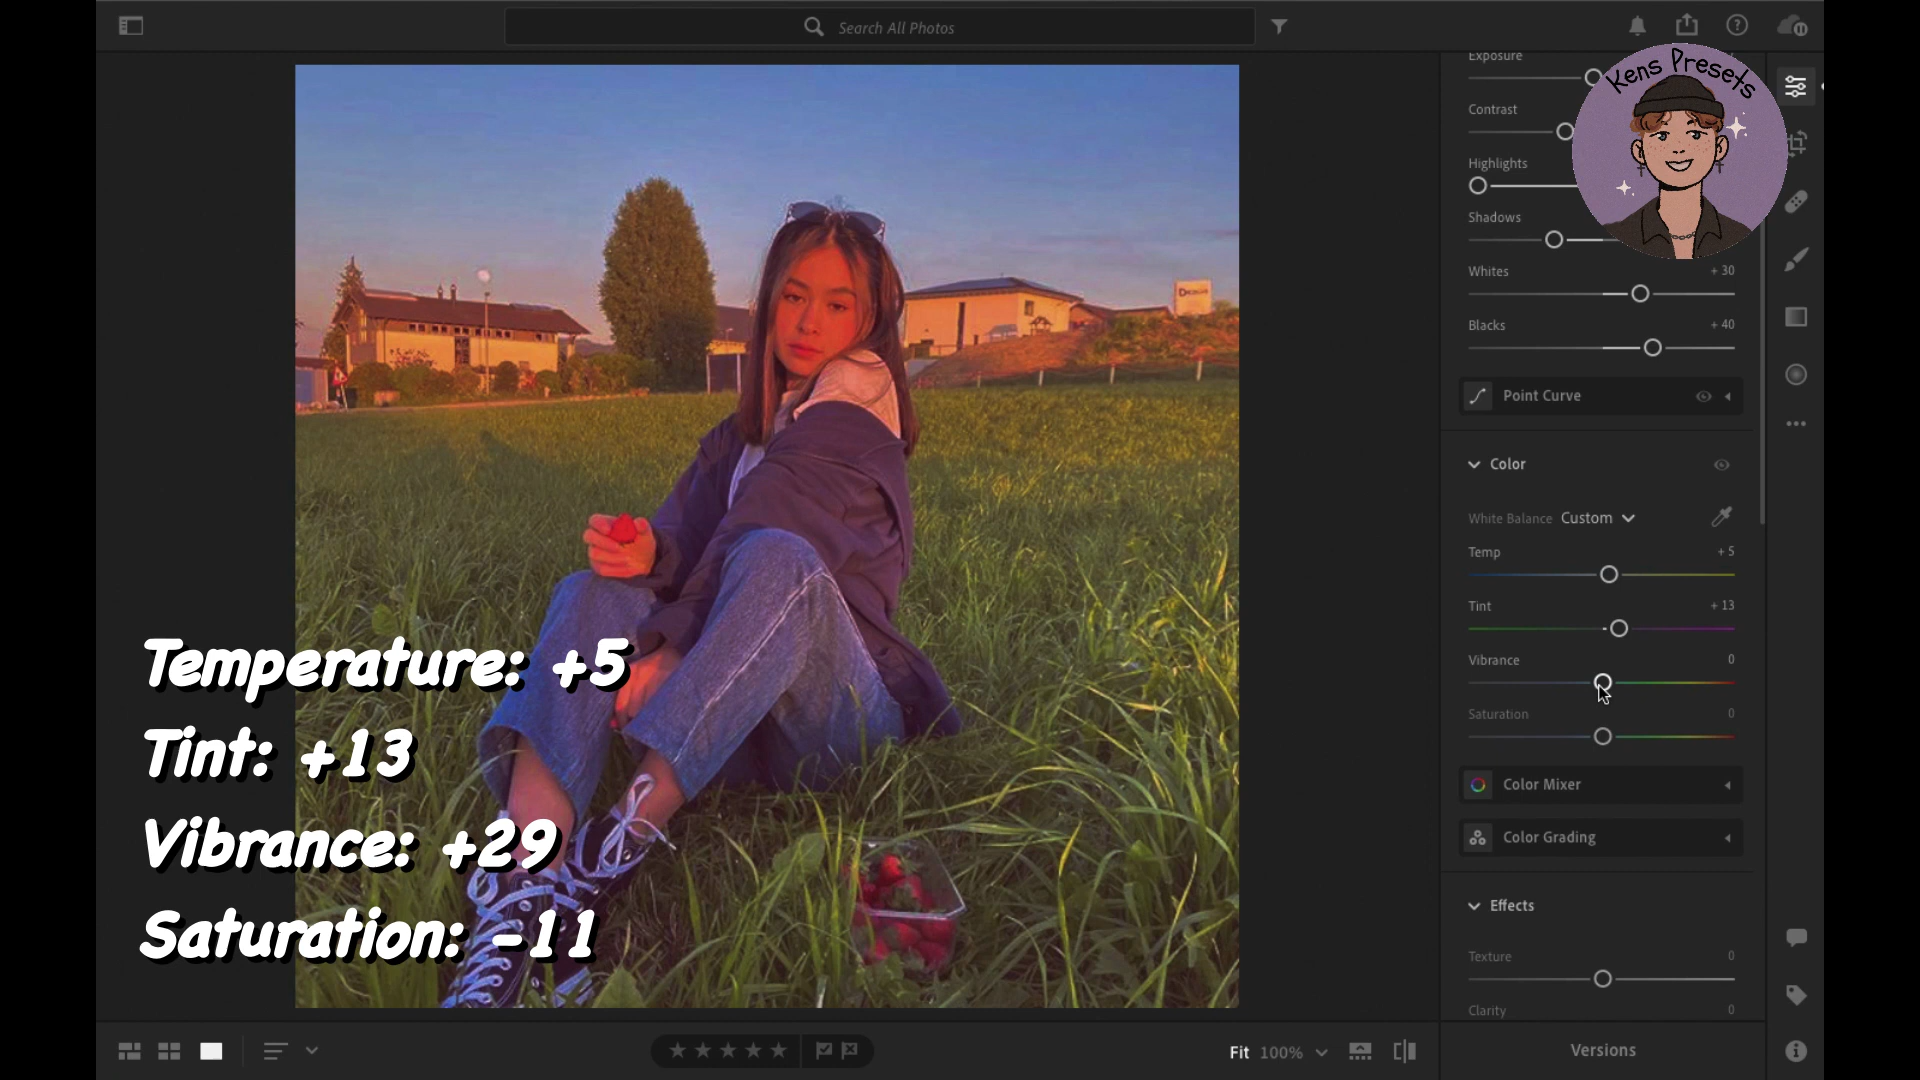 Search All Photos
Kens Presets
Exposure
Contrast
Highlights
Shadows
Whites + 30
Blacks + 40
Point Curve
Color
White Balance Custom
Temp + 5
Tint + 13
Vibrance 0
Saturation 0
Color Mixer
Color Grading
Effects
Texture 0
Clarity 0
Temperature: +5
Tint: +13
Vibrance: +29
Saturation: -11
Fit 100%
Versions